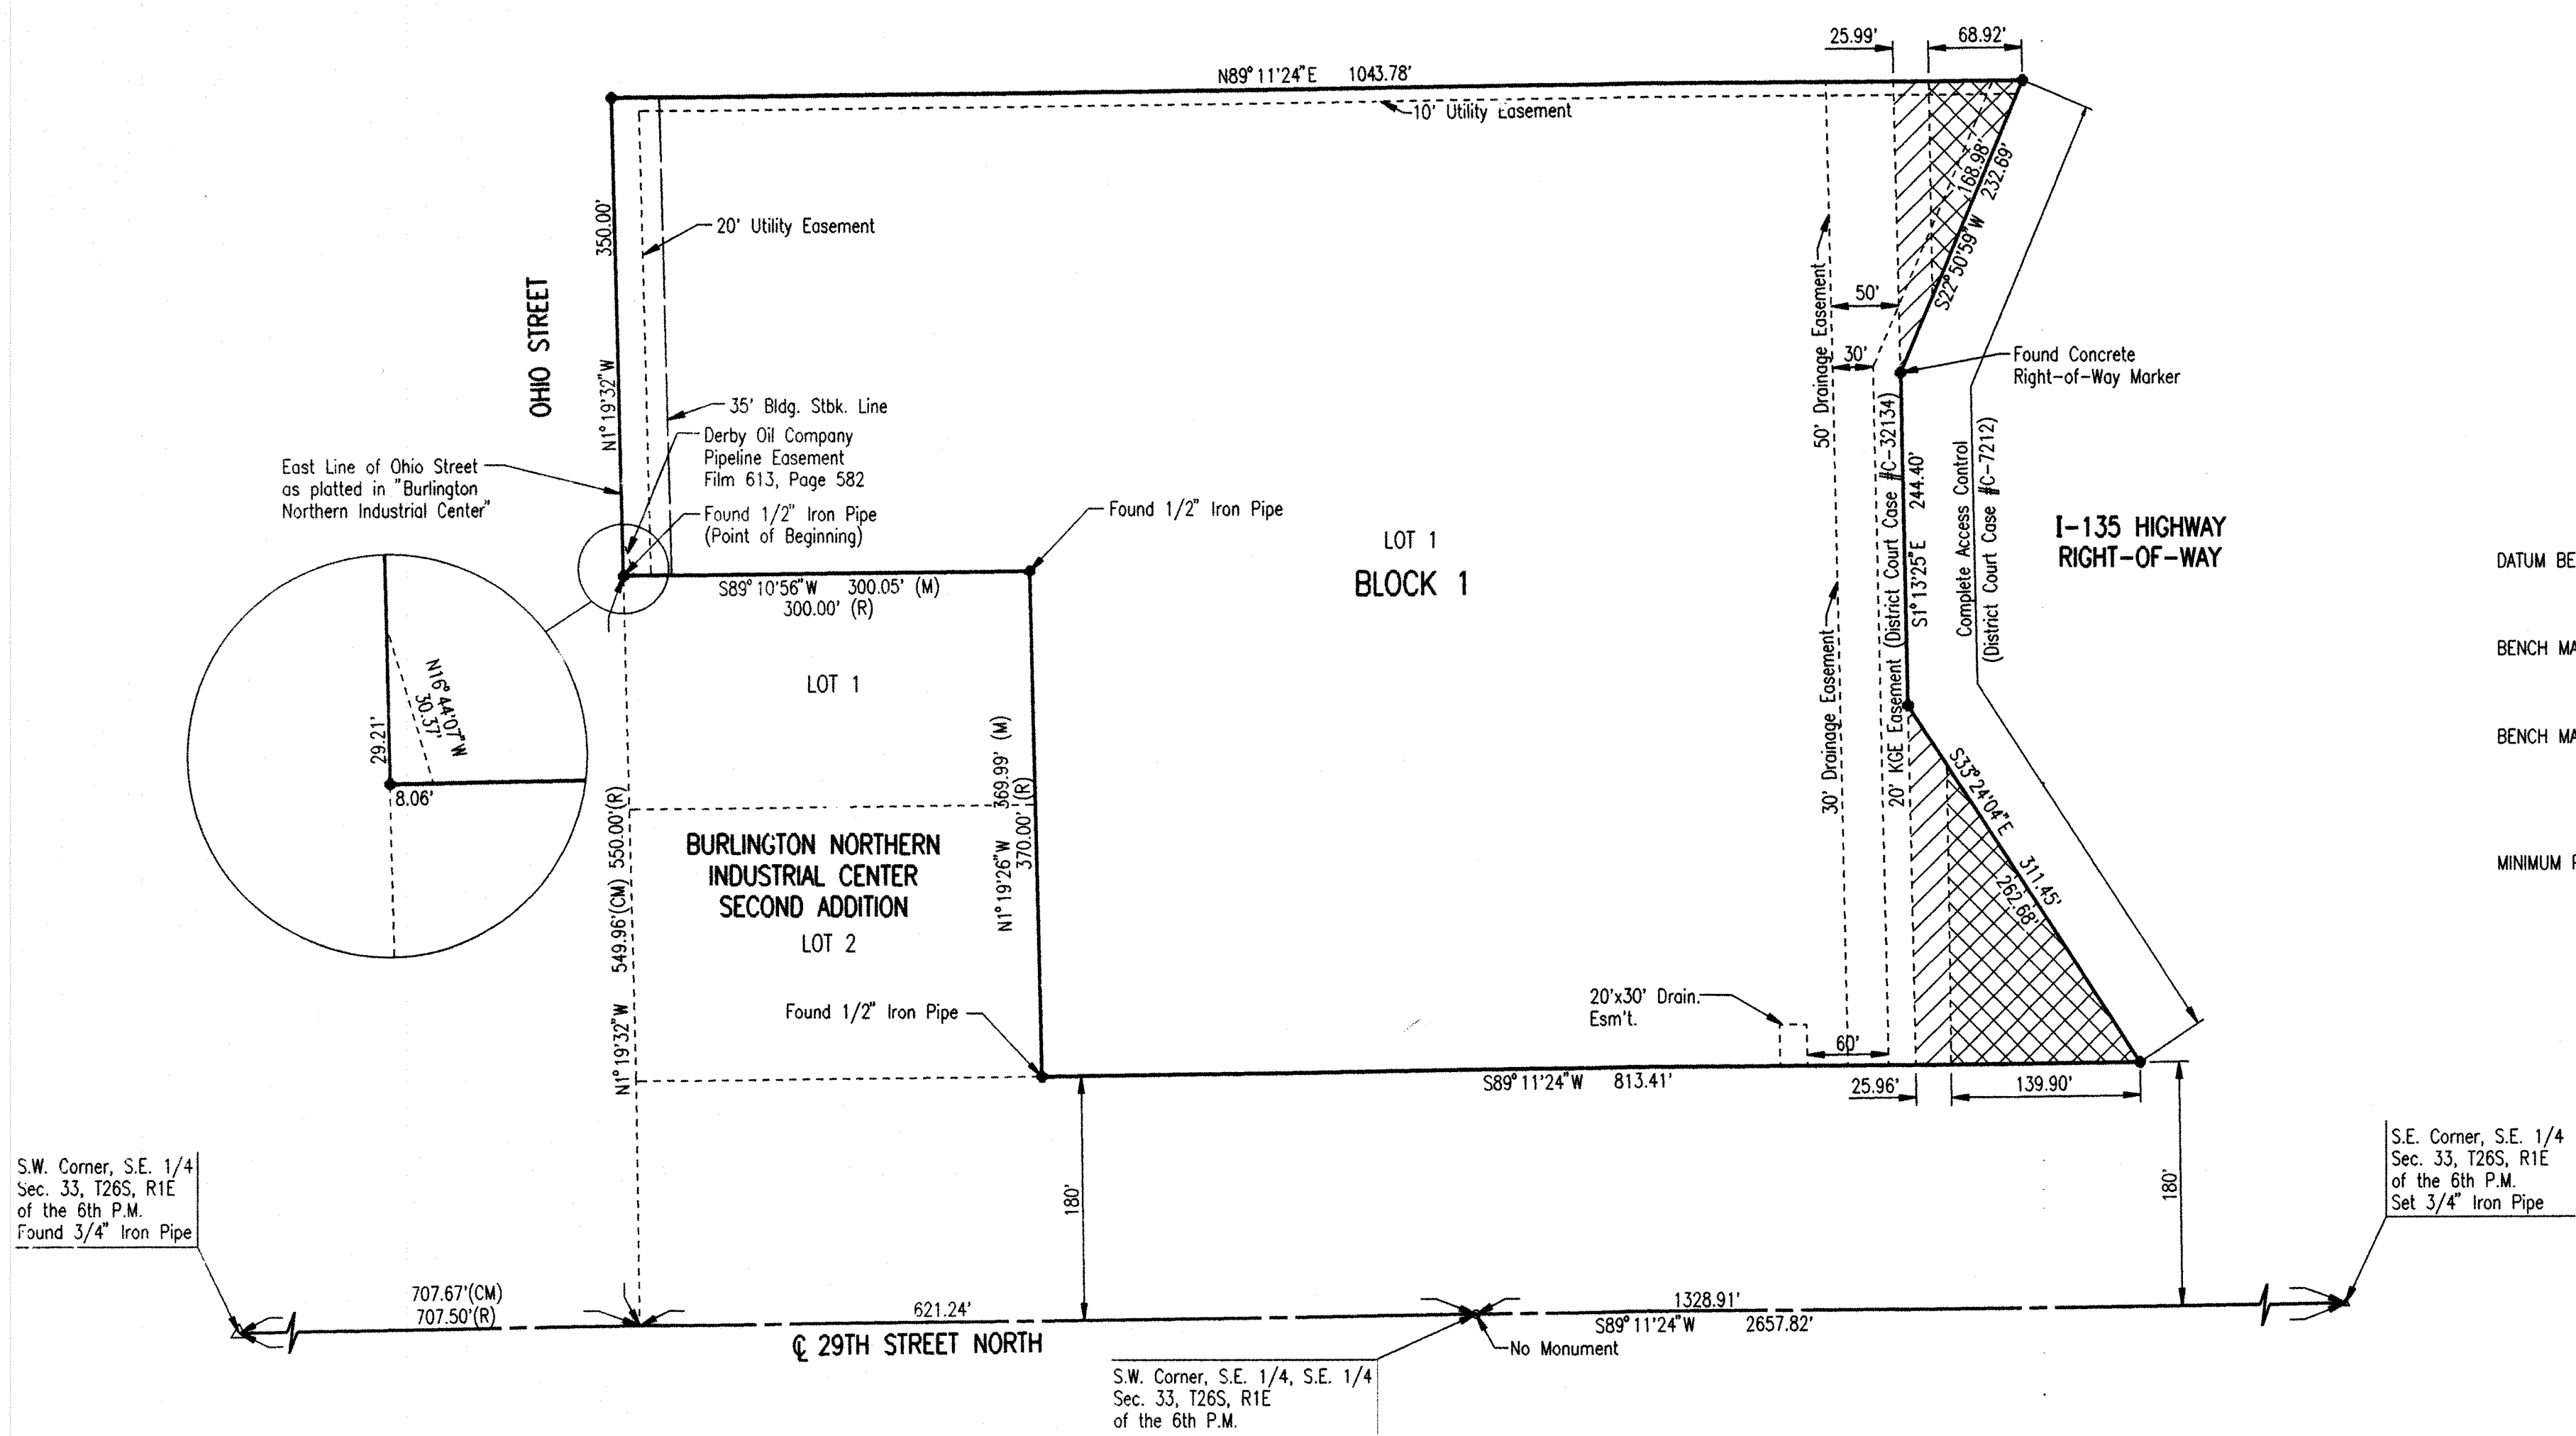 25.99'
68.92'
N89°11'24"E 1043.78'
10' Utility Easement
168.98'
232.69'
S22°50'59"W
350.00'
20' Utility Easement
OHIO STREET
N1°19'32"W
50' Drainage Easement
50'
30'
Found Concrete
Right-of-Way Marker
35' Bldg. Stbk. Line
Derby Oil Company
Pipeline Easement
Film 613, Page 582
East Line of Ohio Street
as platted in "Burlington
Northern Industrial Center"
Found 1/2" Iron Pipe
(Point of Beginning)
Found 1/2" Iron Pipe
LOT 1
BLOCK 1
20' KGE Easement (District Court Case #C-32134)
S1°13'25"E 244.40'
Complete Access Control
(District Court Case #C-7212)
I-135 HIGHWAY
RIGHT-OF-WAY
DATUM BE
S89°10'56"W 300.05' (M)
300.00' (R)
N16°44'07"W
30.37'
29.21'
8.06'
LOT 1
30' Drainage Easement
BENCH MA
BENCH MA
N1°19'26"W 369.99' (M)
370.00' (R)
S33°24'04"E 311.45'
262.68'
BURLINGTON NORTHERN
INDUSTRIAL CENTER
SECOND ADDITION
LOT 2
MINIMUM P
N1°19'32"W 549.96'(CM) 550.00'(R)
Found 1/2" Iron Pipe
20'x30' Drain.
Esm't.
60'
S89°11'24"W 813.41'
25.96'
139.90'
S.W. Corner, S.E. 1/4
Sec. 33, T26S, R1E
of the 6th P.M.
Found 3/4" Iron Pipe
180'
180'
S.E. Corner, S.E. 1/4
Sec. 33, T26S, R1E
of the 6th P.M.
Set 3/4" Iron Pipe
707.67'(CM)
707.50'(R)
621.24'
1328.91'
S89°11'24"W 2657.82'
℄ 29TH STREET NORTH
No Monument
S.W. Corner, S.E. 1/4, S.E. 1/4
Sec. 33, T26S, R1E
of the 6th P.M.